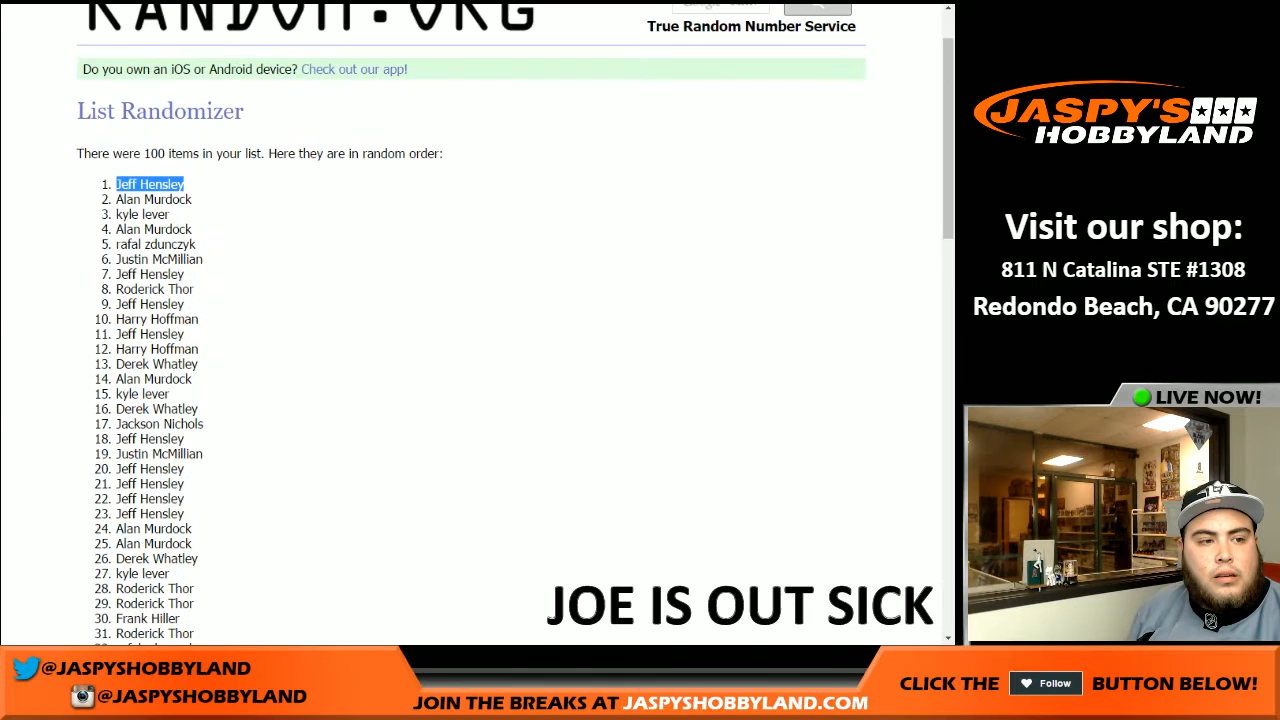 RANDOM.ORG
True Random Number Service
Do you own an iOS or Android device? Check out our app!
List Randomizer
There were 100 items in your list. Here they are in random order:
1. Jeff Hensley
2. Alan Murdock
3. kyle lever
4. Alan Murdock
5. rafal zdunczyk
6. Justin McMillian
7. Jeff Hensley
8. Roderick Thor
9. Jeff Hensley
10. Harry Hoffman
11. Jeff Hensley
12. Harry Hoffman
13. Derek Whatley
14. Alan Murdock
15. kyle lever
16. Derek Whatley
17. Jackson Nichols
18. Jeff Hensley
19. Justin McMillian
20. Jeff Hensley
21. Jeff Hensley
22. Jeff Hensley
23. Jeff Hensley
24. Alan Murdock
25. Alan Murdock
26. Derek Whatley
27. kyle lever
28. Roderick Thor
29. Roderick Thor
30. Frank Hiller
31. Roderick Thor
JOE IS OUT SICK
JASPY'S
HOBBYLAND
Visit our shop:
811 N Catalina STE #1308
Redondo Beach, CA 90277
LIVE NOW!
@JASPYSHOBBYLAND
@JASPYSHOBBYLAND
JOIN THE BREAKS AT JASPYSHOBBYLAND.COM
CLICK THE Follow BUTTON BELOW!